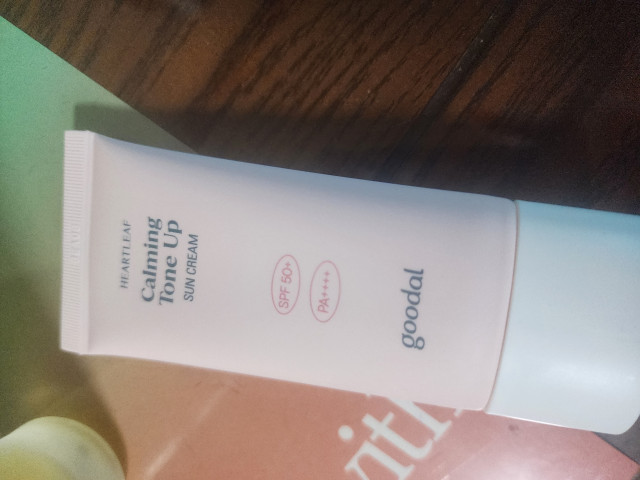 HEARTLEAF
Calming
Tone Up
SUN CREAM
SPF 50+
PA++++
goodal